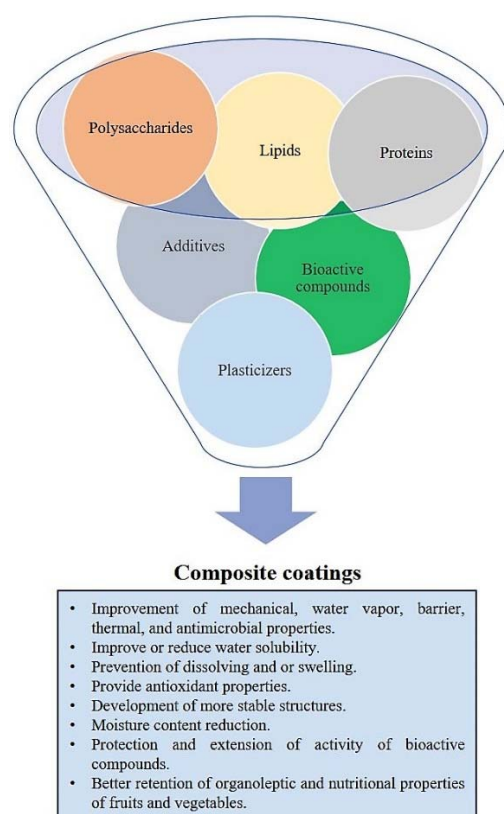 Polysaccharides
Lipids
Proteins
Additives
Bioactive
compounds
Plasticizers
Composite coatings
• Improvement of mechanical, water vapor, barrier,
thermal, and antimicrobial properties.
• Improve or reduce water solubility.
• Prevention of dissolving and or swelling.
• Provide antioxidant properties.
• Development of more stable structures.
• Moisture content reduction.
• Protection and extension of activity of bioactive
compounds.
• Better retention of organoleptic and nutritional properties
of fruits and vegetables.